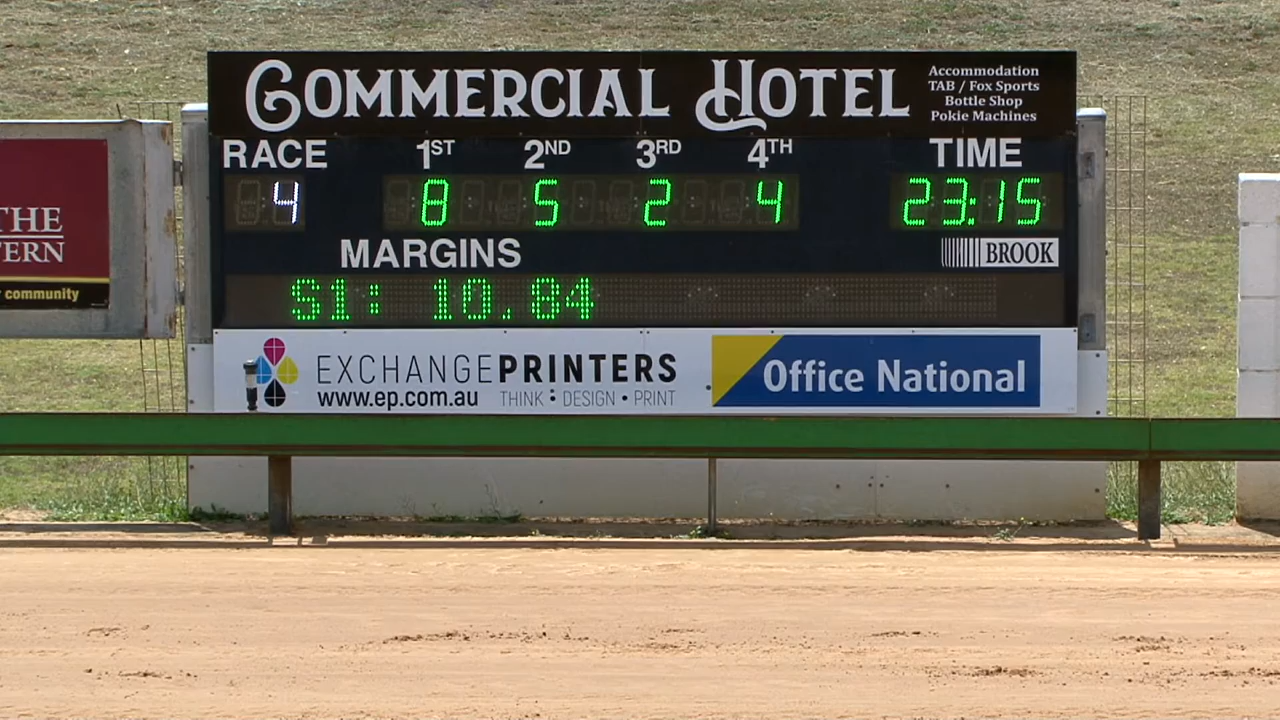 COMMERCIAL HOTEL
Accommodation
TAB / Fox Sports
Bottle Shop
Pokie Machines
RACE 1ST 2ND 3RD 4TH TIME
4 8 5 2 4 23:15
MARGINS
BROOK
S1: 10.84
THE
TERN
community
EXCHANGEPRINTERS
www.ep.com.au THINK : DESIGN • PRINT
Office National